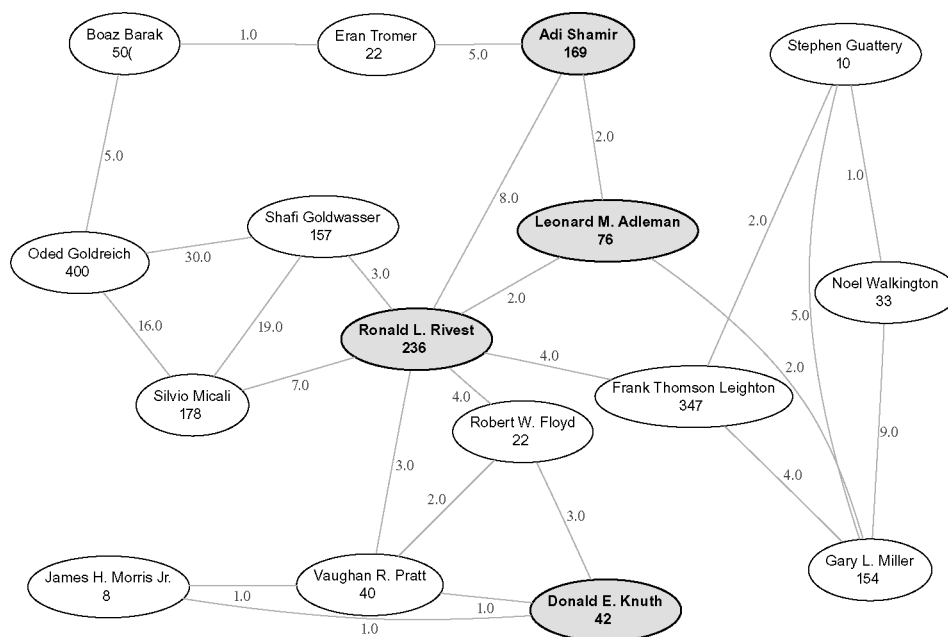 Boaz Barak
50(
1.0
Eran Tromer
22
5.0
Adi Shamir
169
Stephen Guattery
10
2.0
5.0
1.0
8.0
2.0
Shafi Goldwasser
157
Leonard M. Adleman
76
Oded Goldreich
400
30.0
3.0
2.0
Noel Walkington
33
16.0
19.0
Ronald L. Rivest
236
5.0
4.0
2.0
7.0
Silvio Micali
178
4.0
Frank Thomson Leighton
347
Robert W. Floyd
22
9.0
3.0
4.0
2.0
3.0
James H. Morris Jr.
8
1.0
Vaughan R. Pratt
40
1.0
Donald E. Knuth
42
Gary L. Miller
154
1.0